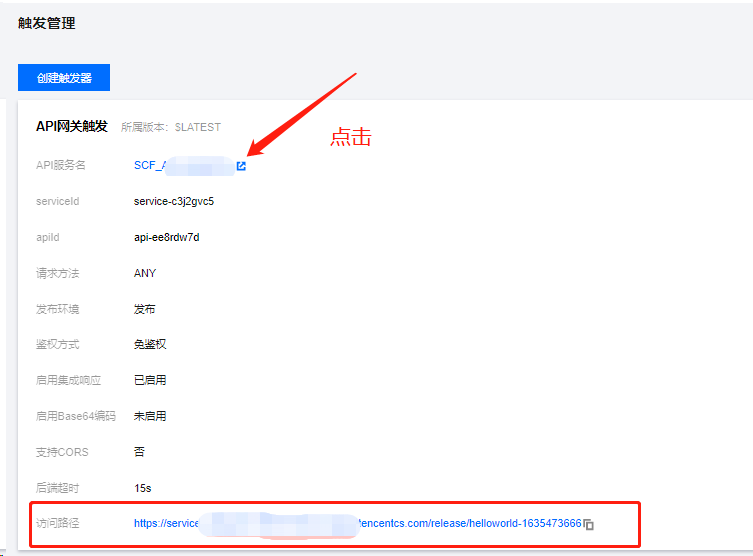 触发管理
创建触发器
API网关触发 所属版本: $LATEST
点击
API服务名 SCF_A
serviceId service-c3j2gvc5
apiId api-ee8rdw7d
请求方法 ANY
发布环境 发布
鉴权方式 免鉴权
启用集成响应 已启用
启用Base64编码 未启用
支持CORS 否
后端超时 15s
访问路径 https://service tencentcs.com/release/helloworld-1635473666